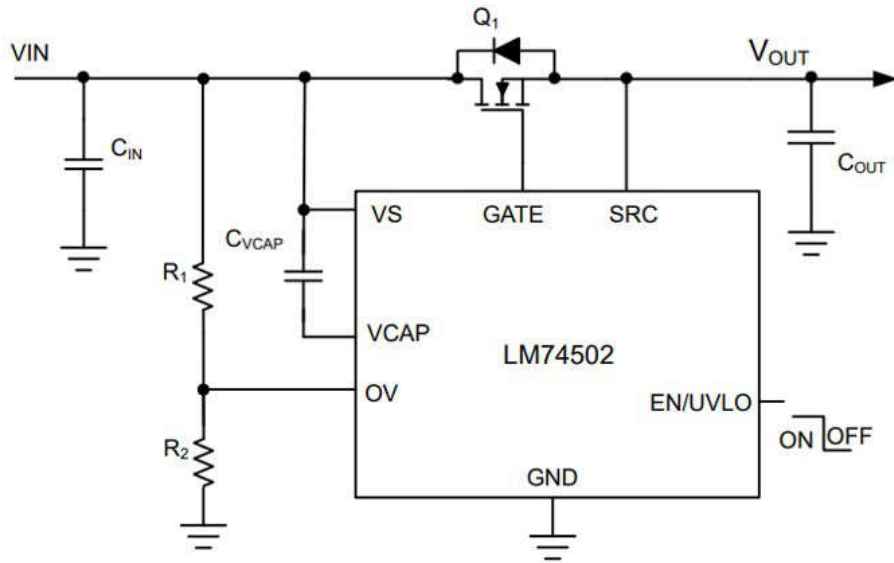 Q1
VIN
VOUT
CIN
COUT
VS
GATE
SRC
CVCAP
R1
VCAP
LM74502
OV
EN/UVLO
ON
OFF
R2
GND